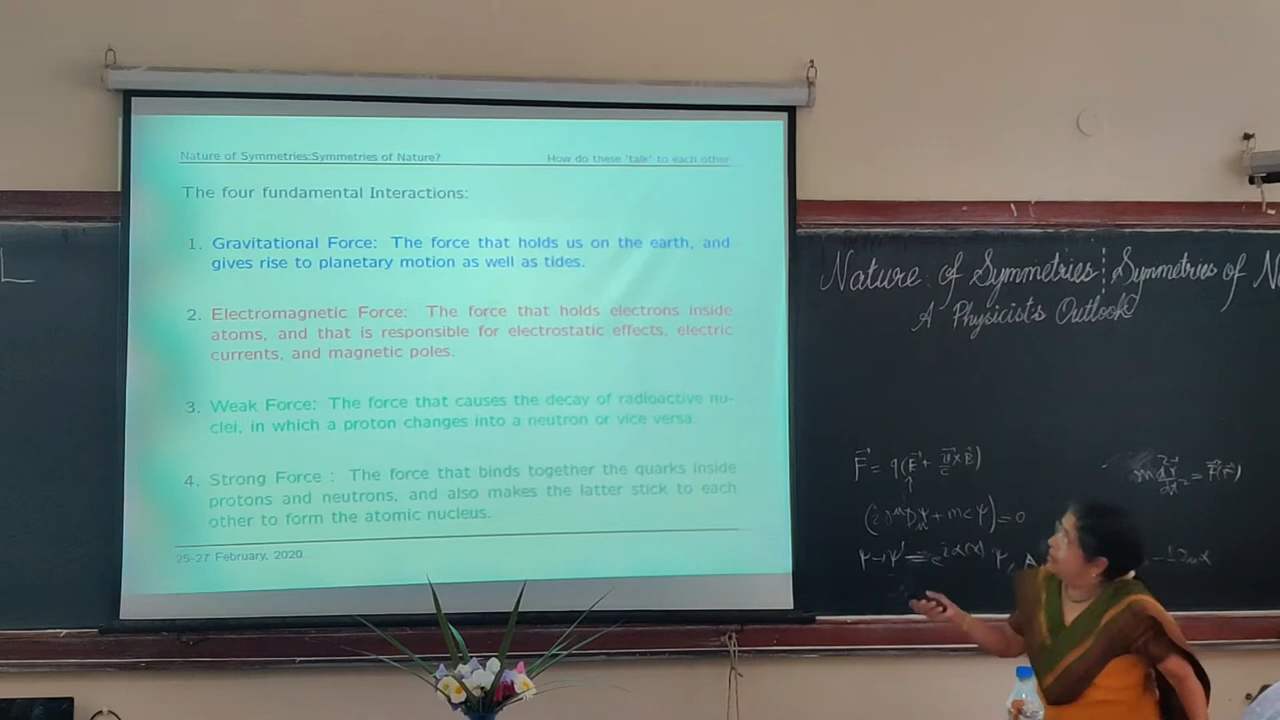 Nature of Symmetries:Symmetries of Nature? How do these 'talk' to each other
The four fundamental Interactions:
1. Gravitational Force: The force that holds us on the earth, and
gives rise to planetary motion as well as tides.
2. Electromagnetic Force: The force that holds electrons inside
atoms, and that is responsible for electrostatic effects, electric
currents, and magnetic poles.
3. Weak Force: The force that causes the decay of radioactive nu-
clei, in which a proton changes into a neutron or vice versa.
4. Strong Force : The force that binds together the quarks inside
protons and neutrons, and also makes the latter stick to each
other to form the atomic nucleus.
25-27 February, 2020
Nature of Symmetries: Symmetries of N
A Physicist's Outlook